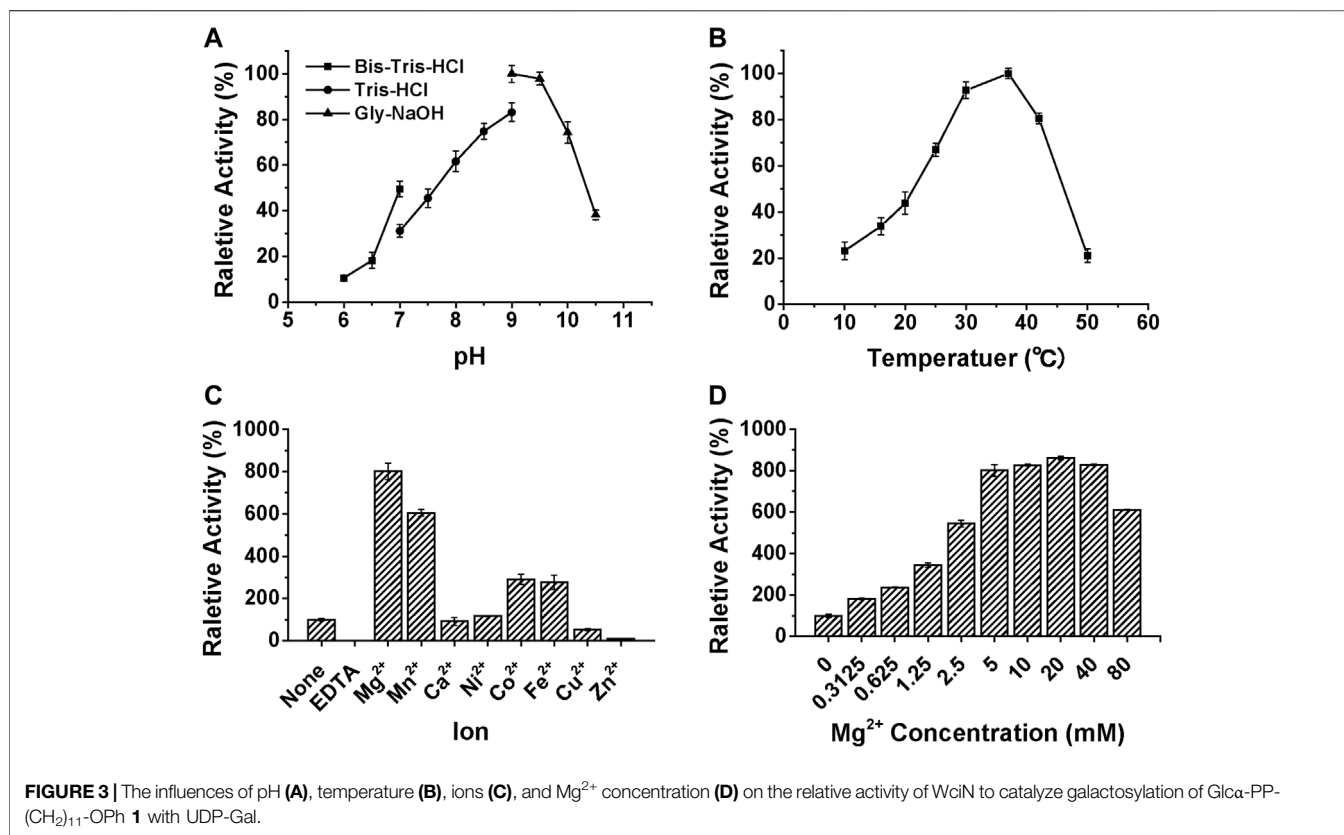 A
Raletive Activity (%)
100
80
60
40
20
0
Bis-Tris-HCl
Tris-HCl
Gly-NaOH
5 6 7 8 9 10 11
pH
B
Raletive Activity (%)
100
80
60
40
20
0
0 10 20 30 40 50 60
Temperatuer (℃)
C
Raletive Activity (%)
1000
800
600
400
200
0
None EDTA Mg²⁺ Mn²⁺ Ca²⁺ Ni²⁺ Co²⁺ Fe²⁺ Cu²⁺ Zn²⁺
Ion
D
Raletive Activity (%)
1000
800
600
400
200
0
0 0.3125 0.625 1.25 2.5 5 10 20 40 80
Mg²⁺ Concentration (mM)
FIGURE 3 | The influences of pH (A), temperature (B), ions (C), and Mg²⁺ concentration (D) on the relative activity of WciN to catalyze galactosylation of Glcα-PP-
(CH₂)₁₁-OPh 1 with UDP-Gal.